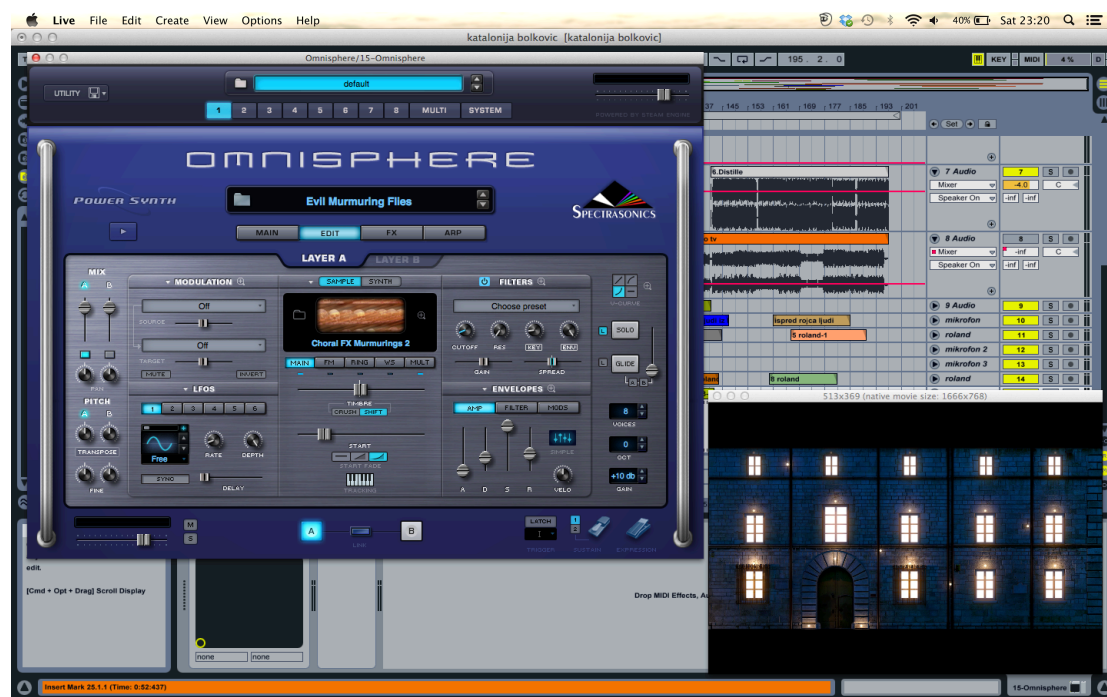 Live File Edit Create View Options Help 40% Sat 23:20
katalonija bolkovic [katalonija bolkovic]
Omnisphere/15-Omnisphere
195. 2. 0 KEY MIDI 4 % D
UTILITY
default
1 2 3 4 5 6 7 8 MULTI SYSTEM
POWERED BY STEAM ENGINE
37 145 153 161 169 177 185 193 201
Set
OMNISPHERE
POWER SYNTH
Evil Murmuring Flies
SPECTRASONICS
MAIN EDIT FX ARP
LAYER A LAYER B
MIX
A B
PAN
PITCH
A B
TRANSPOSE
FINE
MODULATION
Off
SOURCE
Off
TARGET
MUTE INVERT
LFOS
1 2 3 4 5 6
Free
RATE DEPTH
SYNC
DELAY
SAMPLE SYNTH
Choral FX Murmurings 2
MAIN FM RING WS MULT
TIMBRE
CRUSH SHIFT
START
START FADE
TRACKING
FILTERS
Choose preset
CUTOFF RES KEY ENV
GAIN SPREAD
ENVELOPES
AMP FILTER MODS
SIMPLE
A D S R VELO
V-CURVE
L SOLO
L GLIDE
A B
8
VOICES
0
OCT
+10 db
GAIN
M
S
A B
LINK
LATCH
TRIGGER
1
2
SUSTAIN EXPRESSION
6.Distille
7 Audio 7 S
Mixer -4.0 C
Speaker On -inf -inf
o tv
8 Audio 8 S
Mixer -inf C
Speaker On -inf -inf
9 Audio 9 S
ispred rojca ljudi
mikrofon 10 S
5 roland-1
roland 11 S
mikrofon 2 12 S
mikrofon 3 13 S
8 roland
roland 14 S
S13x369 (native movie size: 1666x768)
edit.
[Cmd + Opt + Drag] Scroll Display
none none
Drop MIDI Effects, Au
Insert Mark 25.1.1 (Time: 0:52:437)
15-Omnisphere